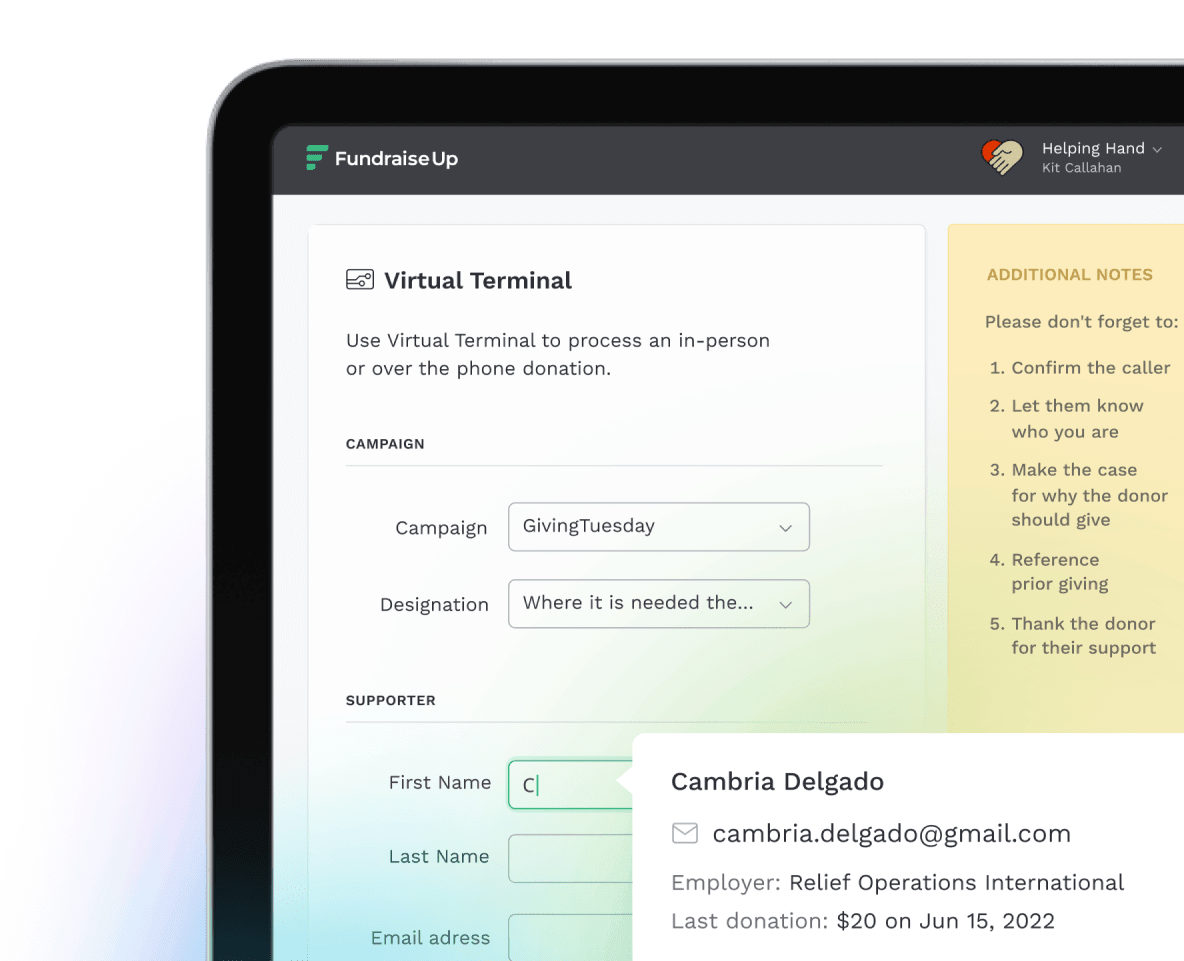 FundraiseUp
Helping Hand
Kit Callahan
Virtual Terminal
Use Virtual Terminal to process an in-person
or over the phone donation.
CAMPAIGN
Campaign
GivingTuesday
Designation
Where it is needed the...
SUPPORTER
First Name
C
Last Name
Email adress
ADDITIONAL NOTES
Please don't forget to:
1. Confirm the caller
2. Let them know
who you are
3. Make the case
for why the donor
should give
4. Reference
prior giving
5. Thank the donor
for their support
Cambria Delgado
cambria.delgado@gmail.com
Employer: Relief Operations International
Last donation: $20 on Jun 15, 2022